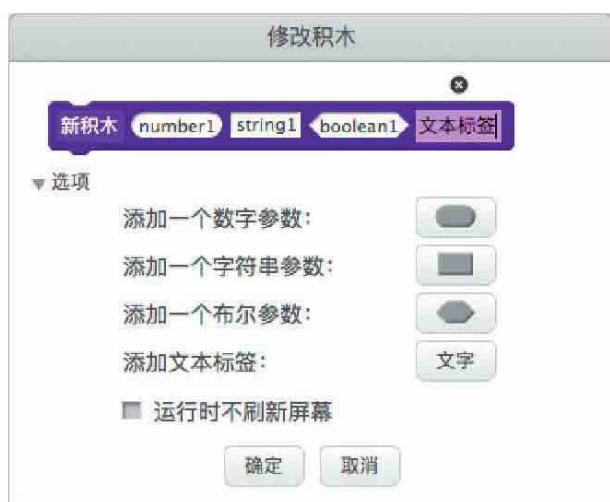 修改积木
新积木 number1 string1 boolean1 文本标签
选项
添加一个数字参数：
添加一个字符串参数：
添加一个布尔参数：
添加文本标签： 文字
运行时不刷新屏幕
确定 取消